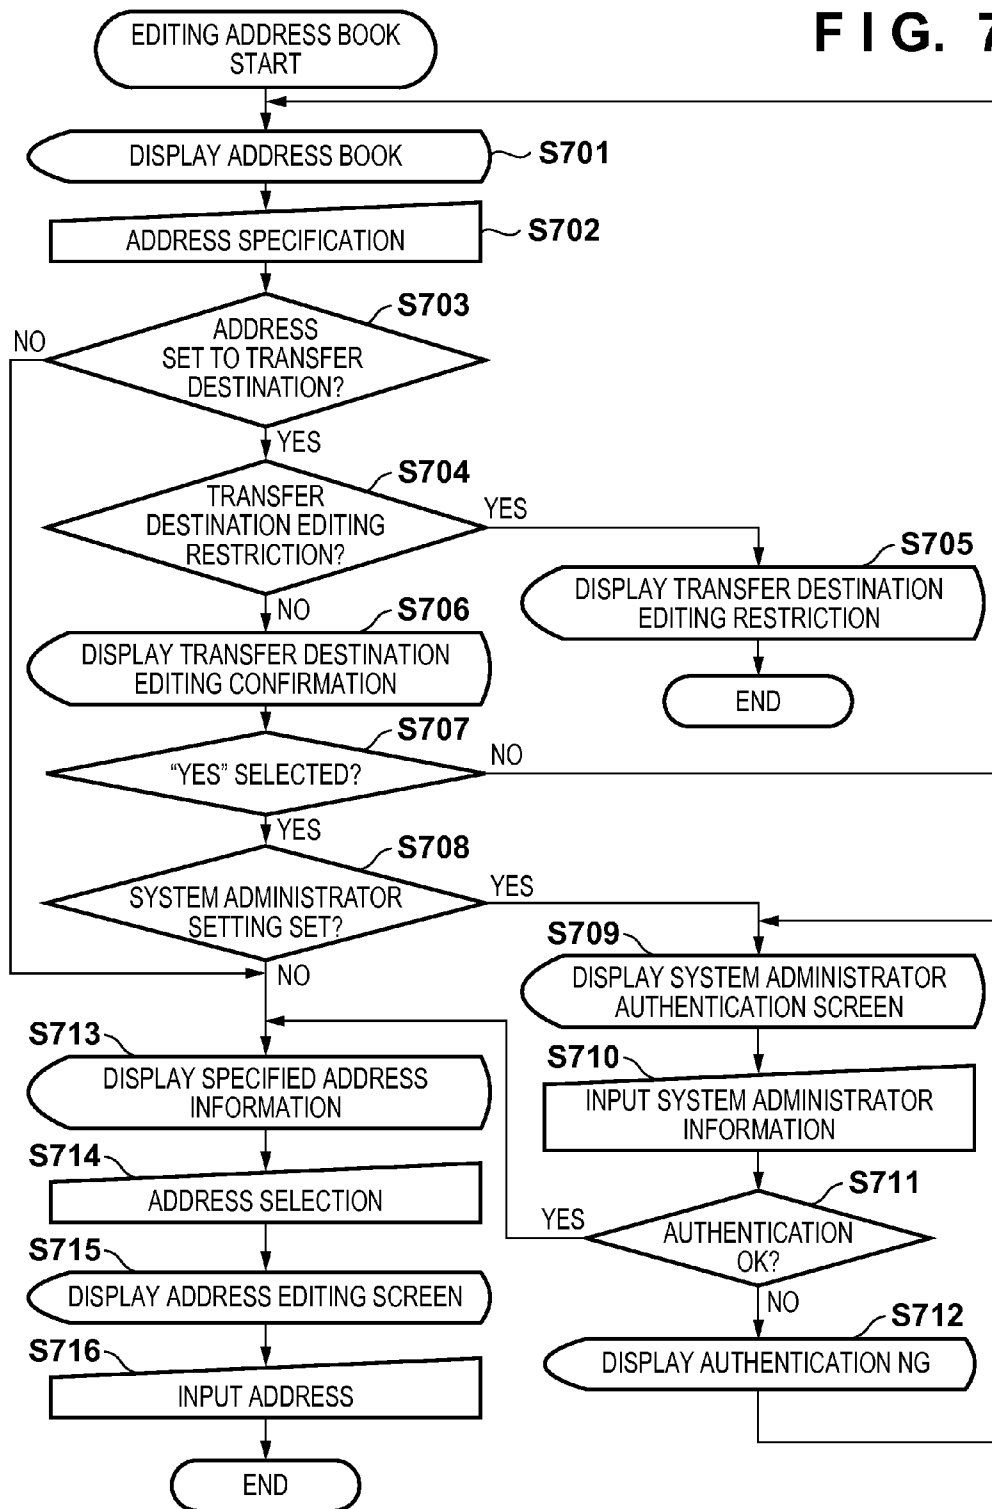 FIG. 7
EDITING ADDRESS BOOK
START
DISPLAY ADDRESS BOOK
S701
ADDRESS SPECIFICATION
S702
S703
ADDRESS
SET TO TRANSFER
DESTINATION?
NO
YES
S704
TRANSFER
DESTINATION EDITING
RESTRICTION?
YES
NO
S705
DISPLAY TRANSFER DESTINATION
EDITING RESTRICTION
END
S706
DISPLAY TRANSFER DESTINATION
EDITING CONFIRMATION
S707
“YES” SELECTED?
NO
YES
S708
SYSTEM ADMINISTRATOR
SETTING SET?
YES
NO
S709
DISPLAY SYSTEM ADMINISTRATOR
AUTHENTICATION SCREEN
S710
INPUT SYSTEM ADMINISTRATOR
INFORMATION
S711
AUTHENTICATION
OK?
YES
NO
S712
DISPLAY AUTHENTICATION NG
S713
DISPLAY SPECIFIED ADDRESS
INFORMATION
S714
ADDRESS SELECTION
S715
DISPLAY ADDRESS EDITING SCREEN
S716
INPUT ADDRESS
END